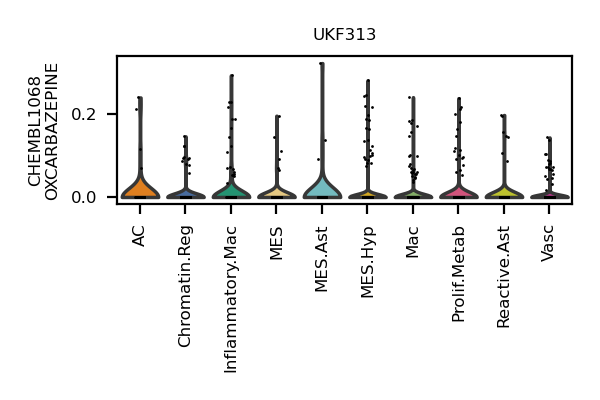 UKF313
CHEMBL1068
OXCARBAZEPINE
0.2
0.0
AC
Chromatin.Reg
Inflammatory.Mac
MES
MES.Ast
MES.Hyp
Mac
Prolif.Metab
Reactive.Ast
Vasc